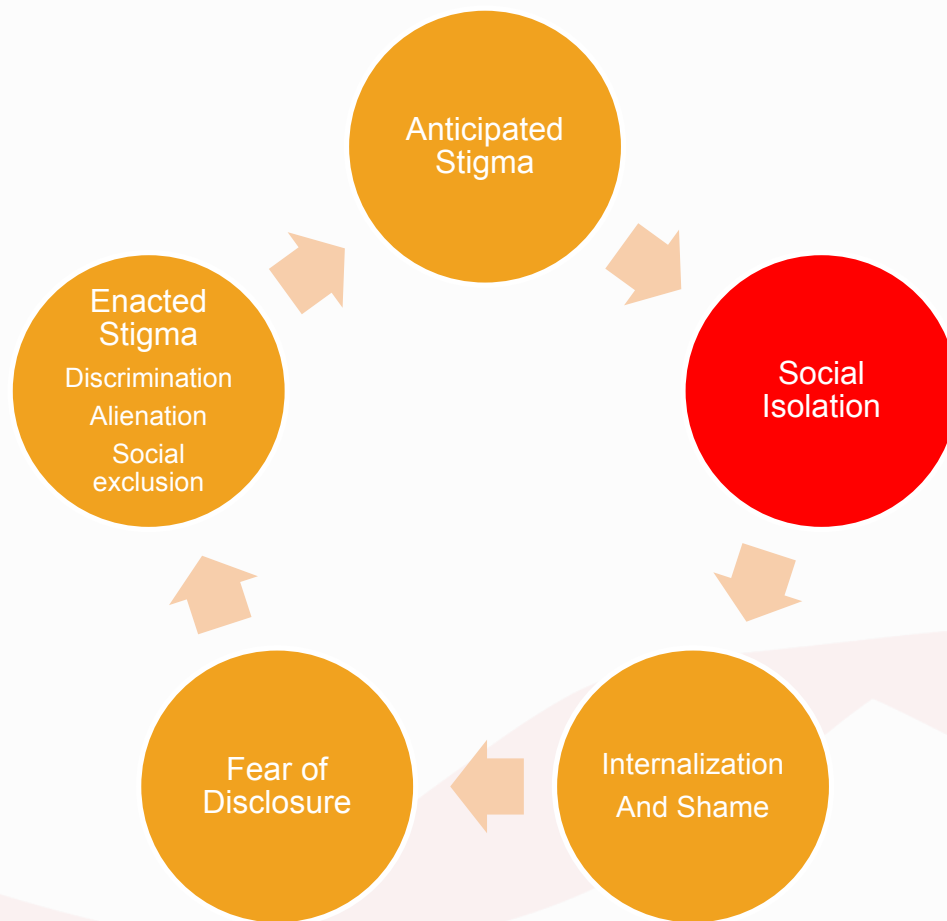 Anticipated
Stigma
Social
Isolation
Internalization
And Shame
Fear of
Disclosure
Enacted
Stigma
Discrimination
Alienation
Social
exclusion